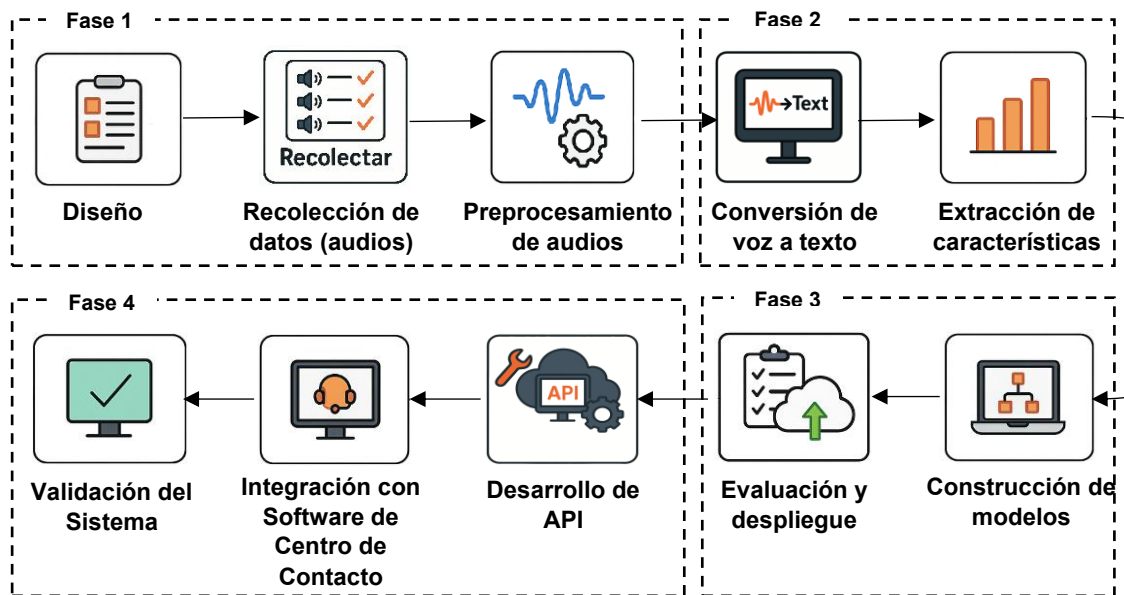 Fase 1
Recolectar
Diseño
Recolección de
datos (audios)
Preprocesamiento
de audios
Fase 2
→Text
Conversión de
voz a texto
Extracción de
características
Fase 3
Construcción de
modelos
Evaluación y
despliegue
Fase 4
API
Desarrollo de
API
Integración con
Software de
Centro de
Contacto
Validación del
Sistema